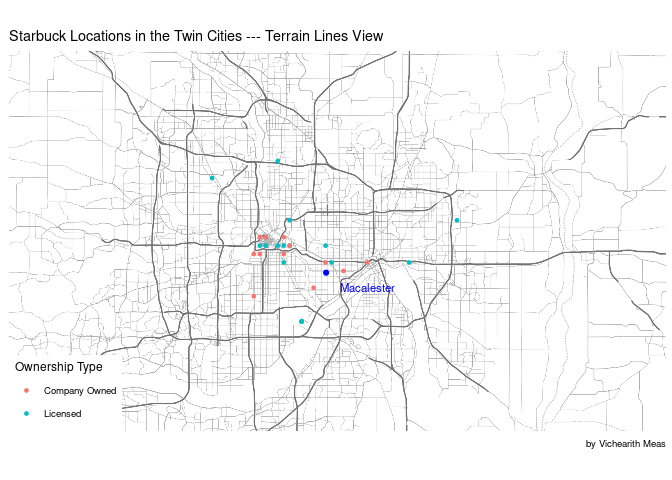 Starbuck Locations in the Twin Cities --- Terrain Lines View
Macalester
Ownership Type
Company Owned
Licensed
by Vichearith Meas